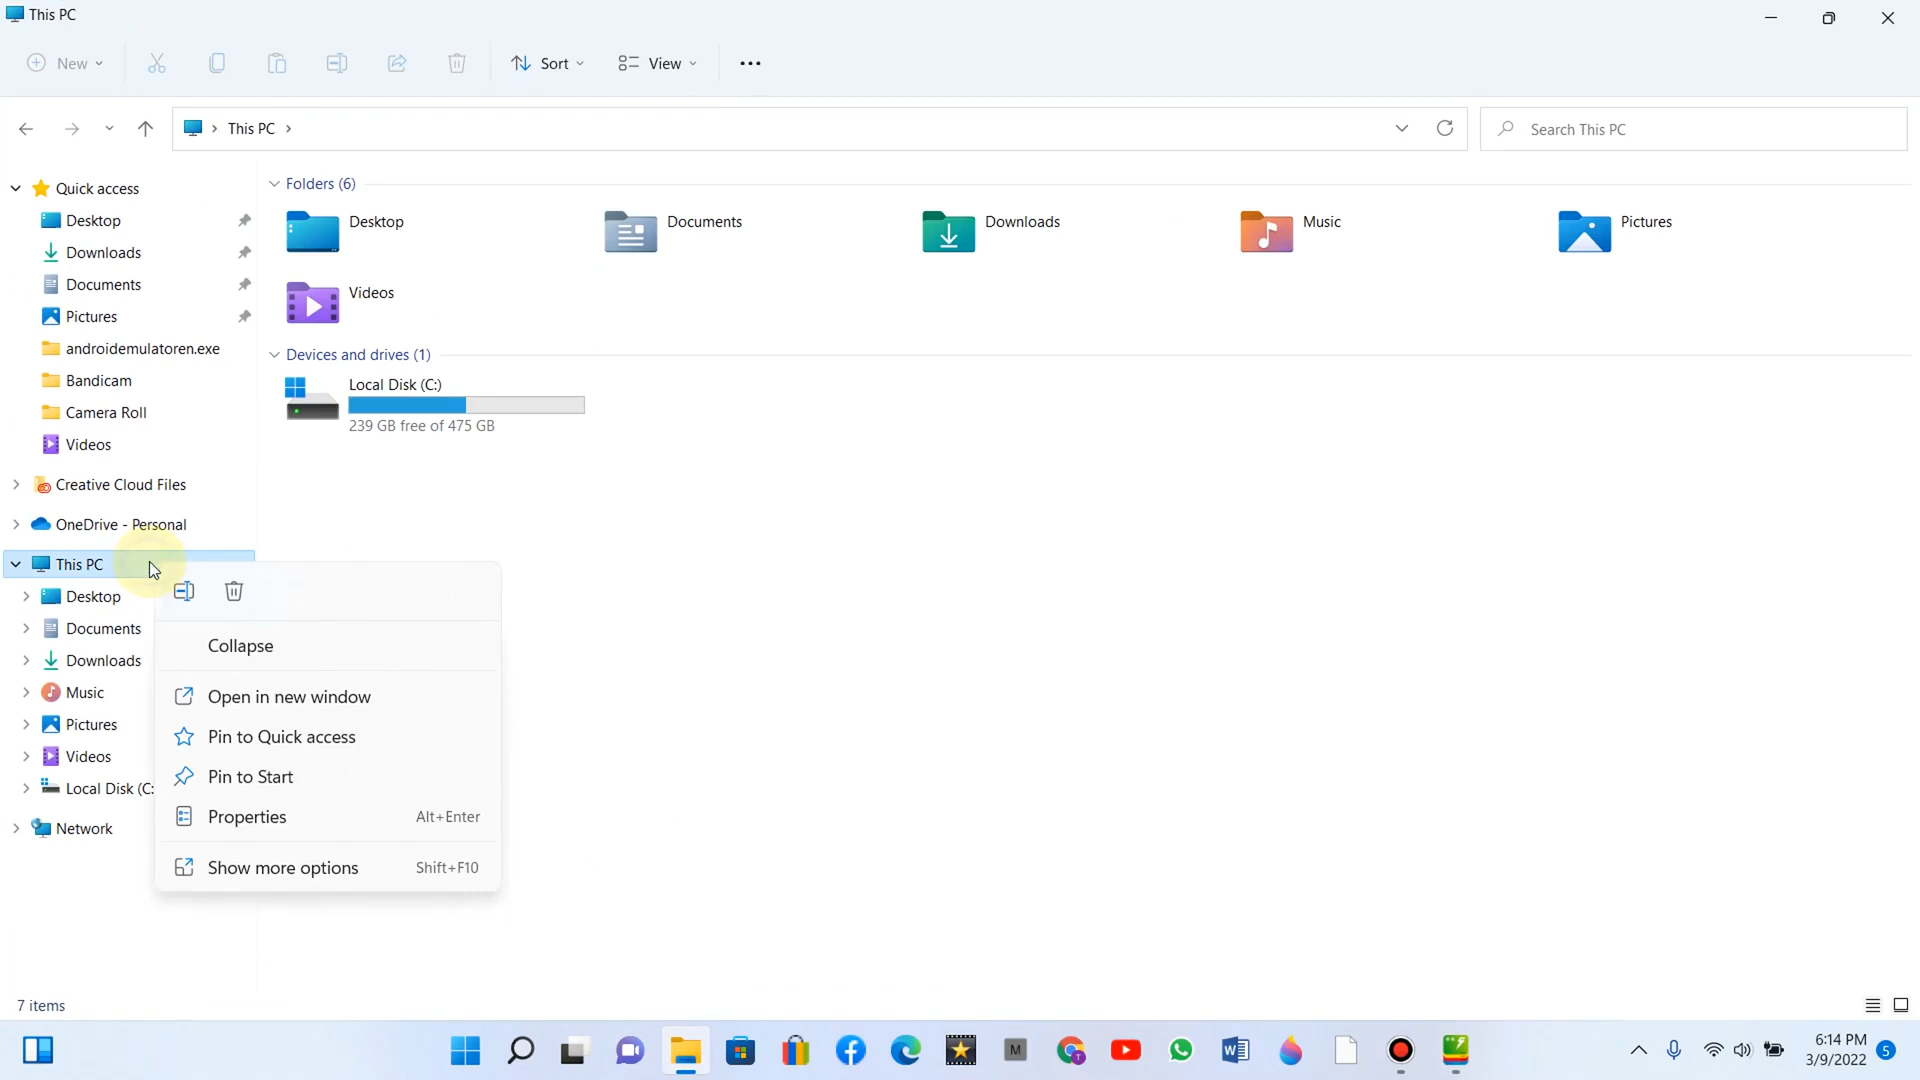 This PC
New
Sort
View
This PC
Search This PC
Quick access
Desktop
Downloads
Documents
Pictures
androidemulatoren.exe
Bandicam
Camera Roll
Videos
Creative Cloud Files
OneDrive - Personal
This PC
Desktop
Documents
Downloads
Music
Pictures
Videos
Local Disk (C:
Network
Folders (6)
Desktop
Documents
Downloads
Music
Pictures
Videos
Devices and drives (1)
Local Disk (C:)
239 GB free of 475 GB
Collapse
Open in new window
Pin to Quick access
Pin to Start
Properties Alt+Enter
Show more options Shift+F10
7 items
M
T
W
6:14 PM
3/9/2022
5